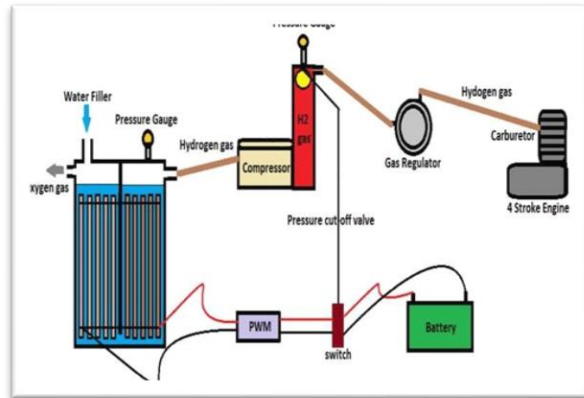 Pressure Gauge
Water Filler
Pressure Gauge
xygen gas
Hydrogen gas
Compressor
H2
gas
Gas Regulator
Hydogen gas
Carburetor
4 Stroke Engine
Pressure cut-off valve
PWM
switch
Battery